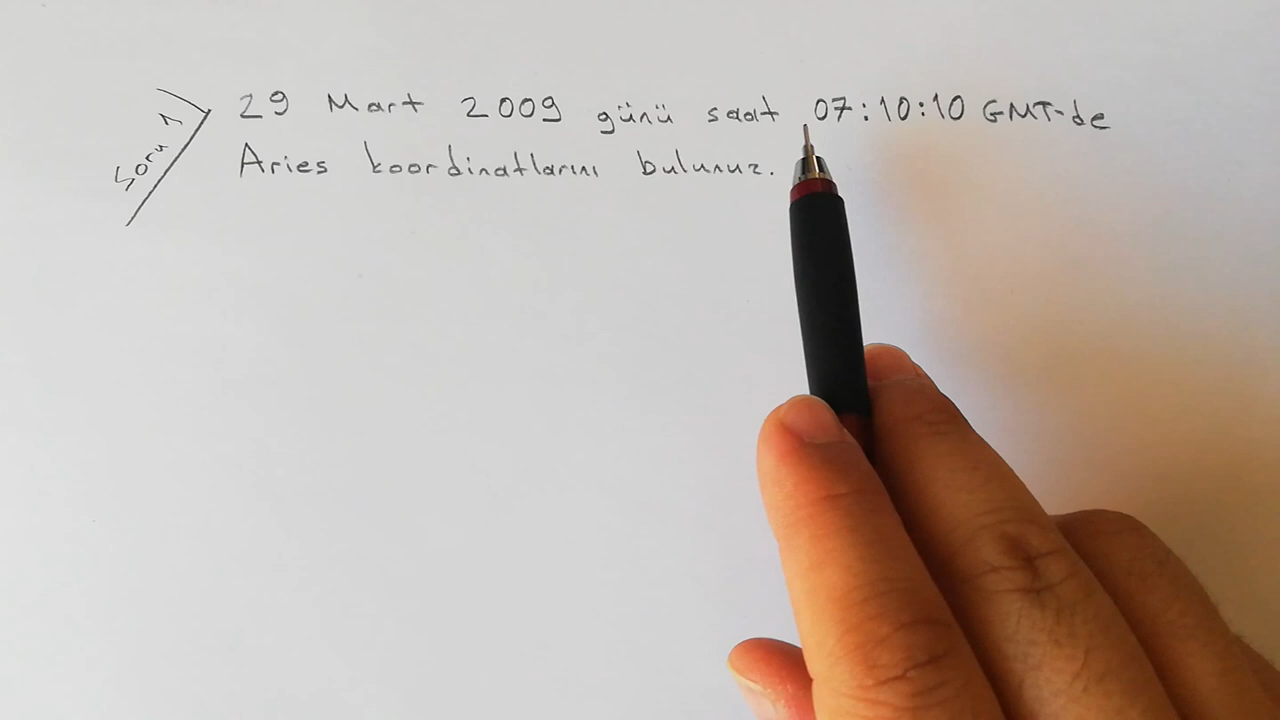 Soru 1
29 Mart 2009 günü saat 07:10:10 GMT-de
Aries koordinatlarını bulunuz.